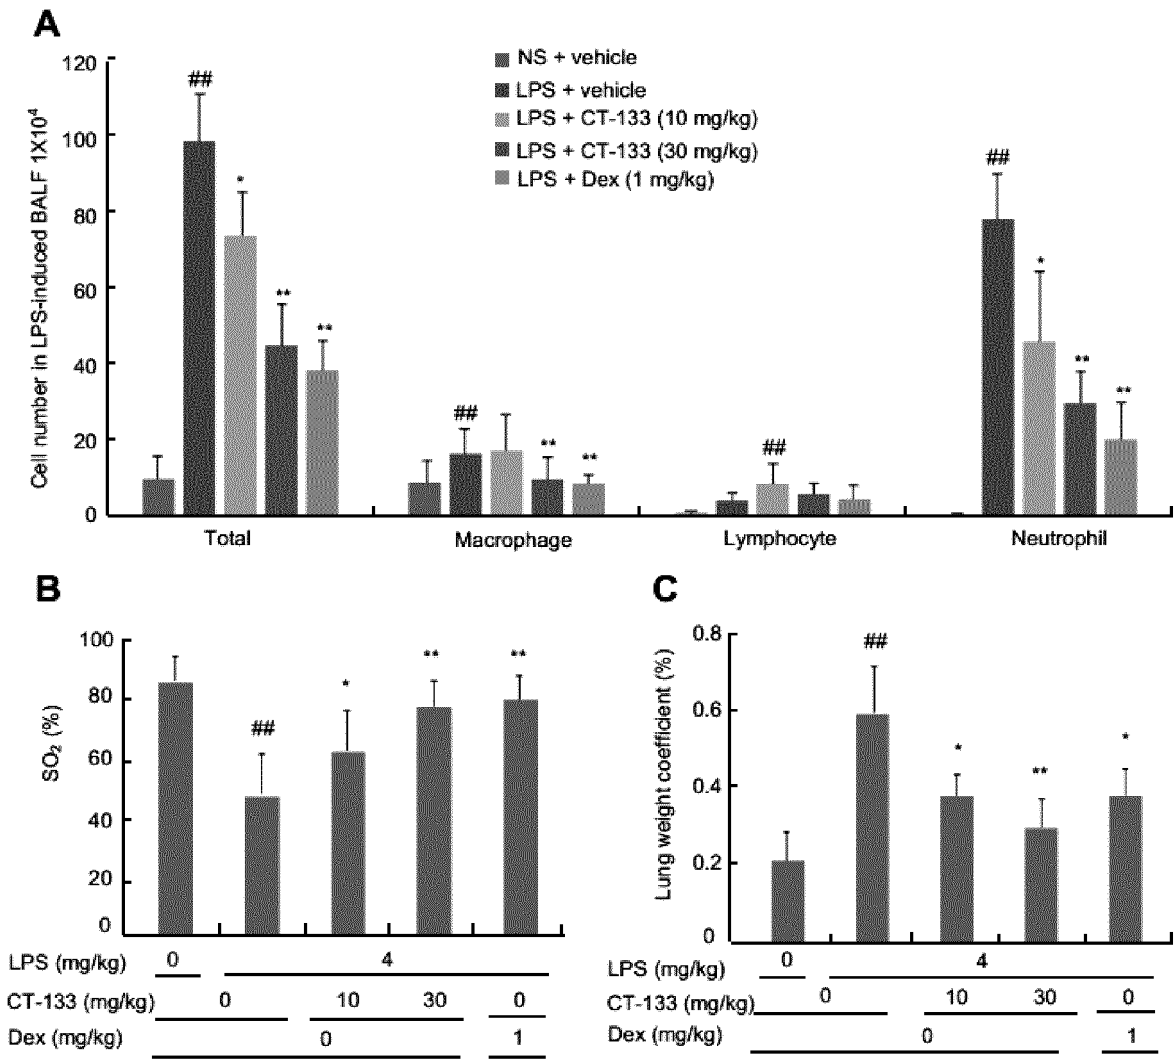 A
Cell number in LPS-induced BALF 1X10⁴
120
100
80
60
40
20
0
NS + vehicle
LPS + vehicle
LPS + CT-133 (10 mg/kg)
LPS + CT-133 (30 mg/kg)
LPS + Dex (1 mg/kg)
##
*
**
**
##
**
**
##
##
*
**
**
Total Macrophage Lymphocyte Neutrophil
B
SO₂ (%)
100
80
60
40
20
0
##
*
**
**
LPS (mg/kg) 0 4
CT-133 (mg/kg) 0 10 30 0
Dex (mg/kg) 0 1
C
Lung weight coefficient (%)
0.8
0.6
0.4
0.2
0
##
*
**
*
LPS (mg/kg) 0 4
CT-133 (mg/kg) 0 10 30 0
Dex (mg/kg) 0 1